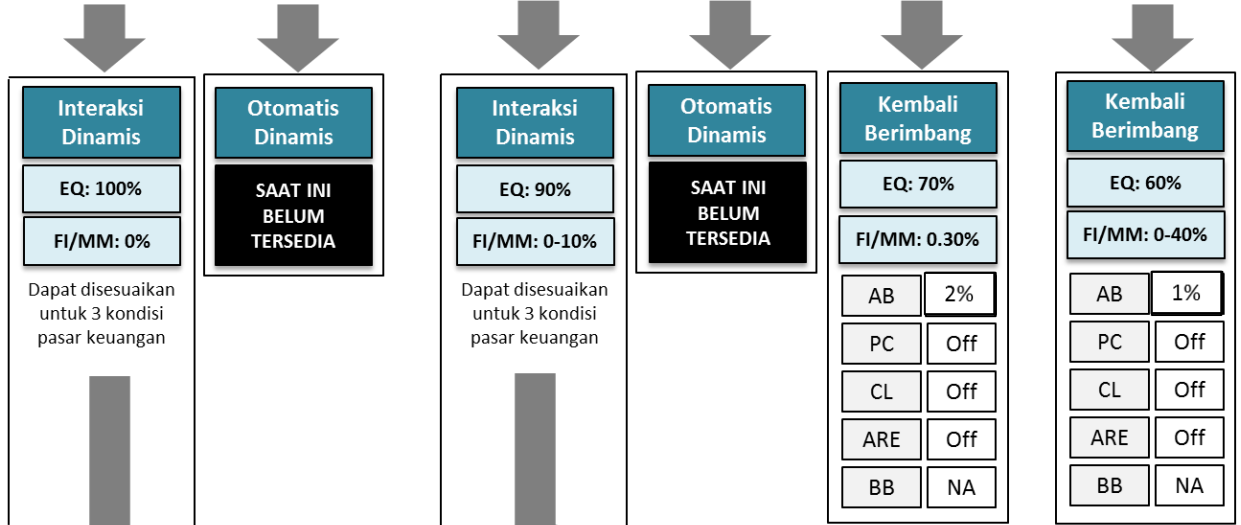 Interaksi
Dinamis
EQ: 100%
FI/MM: 0%
Dapat disesuaikan
untuk 3 kondisi
pasar keuangan
Otomatis
Dinamis
SAAT INI
BELUM
TERSEDIA
Interaksi
Dinamis
EQ: 90%
FI/MM: 0-10%
Dapat disesuaikan
untuk 3 kondisi
pasar keuangan
Otomatis
Dinamis
SAAT INI
BELUM
TERSEDIA
Kembali
Berimbang
EQ: 70%
FI/MM: 0.30%
AB 2%
PC Off
CL Off
ARE Off
BB NA
Kembali
Berimbang
EQ: 60%
FI/MM: 0-40%
AB 1%
PC Off
CL Off
ARE Off
BB NA